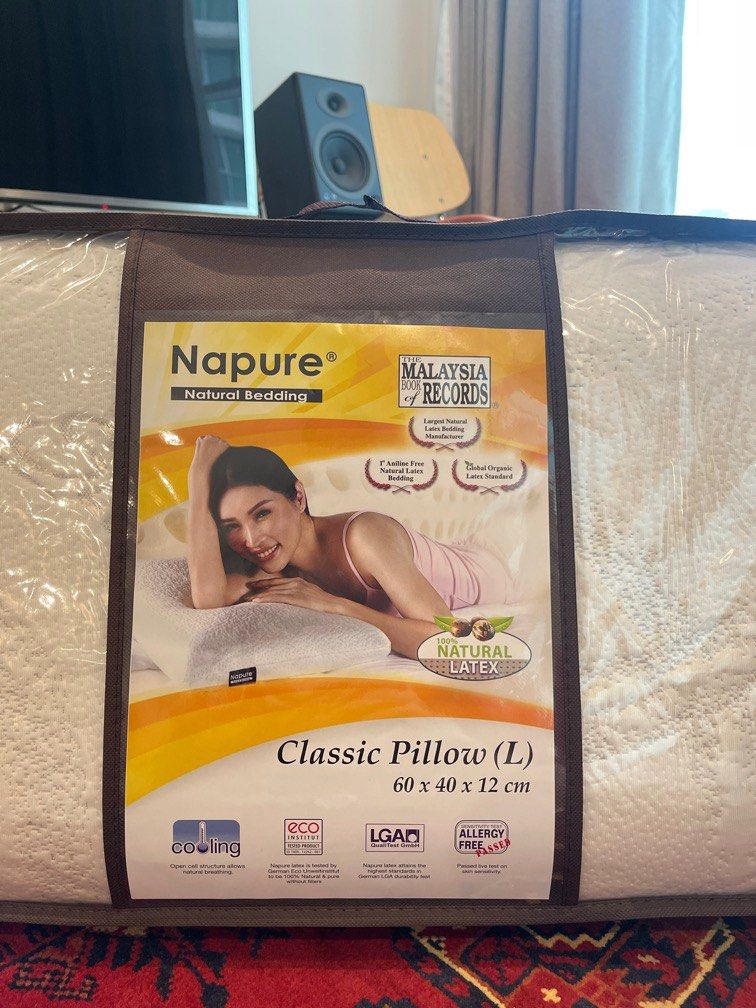 Napure®
Natural Bedding
THE
MALAYSIA
BOOK
of RECORDS
®
Largest Natural
Latex Bedding
Manufacturer
1st Aniline Free
Natural Latex
Bedding
Global Organic
Latex Standard
100%
NATURAL
LATEX
Napure
Classic Pillow (L)
60 x 40 x 12 cm
cooling
Open cell structure allows
natural breathing.
eco
INSTITUT
TESTED PRODUCT
Napure latex is tested by
German Eco Umweltinstitut
to be 100% Natural & pure
without fillers
LGA
QualiTest GmbH
Napure latex attains the
highest standards in
German LGA durability test
SENSITIVITY TEST
ALLERGY
FREE
PASSED
Passed live test on
skin sensitivity.